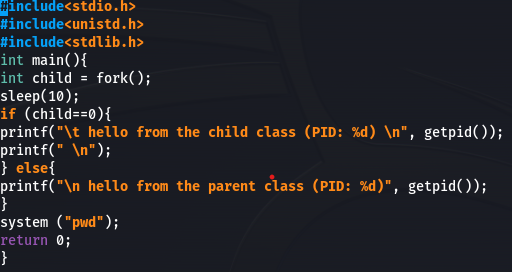 #include<stdio.h>
#include<unistd.h>
#include<stdlib.h>
int main(){
int child = fork();
sleep(10);
if (child==0){
printf("\t hello from the child class (PID: %d) \n", getpid());
printf(" \n");
} else{
printf("\n hello from the parent class (PID: %d)", getpid());
}
system ("pwd");
return 0;
}